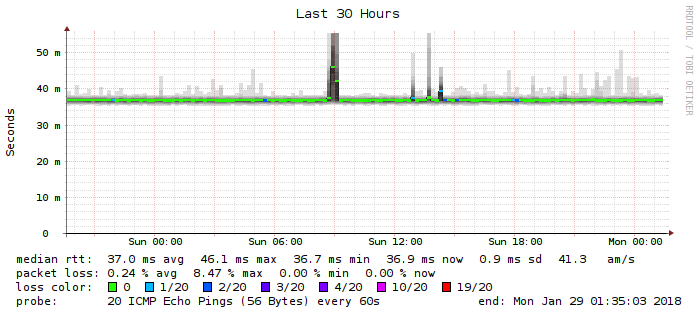 Last 30 Hours
RRDTOOL / TOBI OETIKER
Seconds
50 m
40 m
30 m
20 m
10 m
0
Sun 00:00 Sun 06:00 Sun 12:00 Sun 18:00 Mon 00:00
median rtt: 37.0 ms avg 46.1 ms max 36.7 ms min 36.9 ms now 0.9 ms sd 41.3 am/s
packet loss: 0.24 % avg 8.47 % max 0.00 % min 0.00 % now
loss color: 0 1/20 2/20 3/20 4/20 10/20 19/20
probe: 20 ICMP Echo Pings (56 Bytes) every 60s end: Mon Jan 29 01:35:03 2018